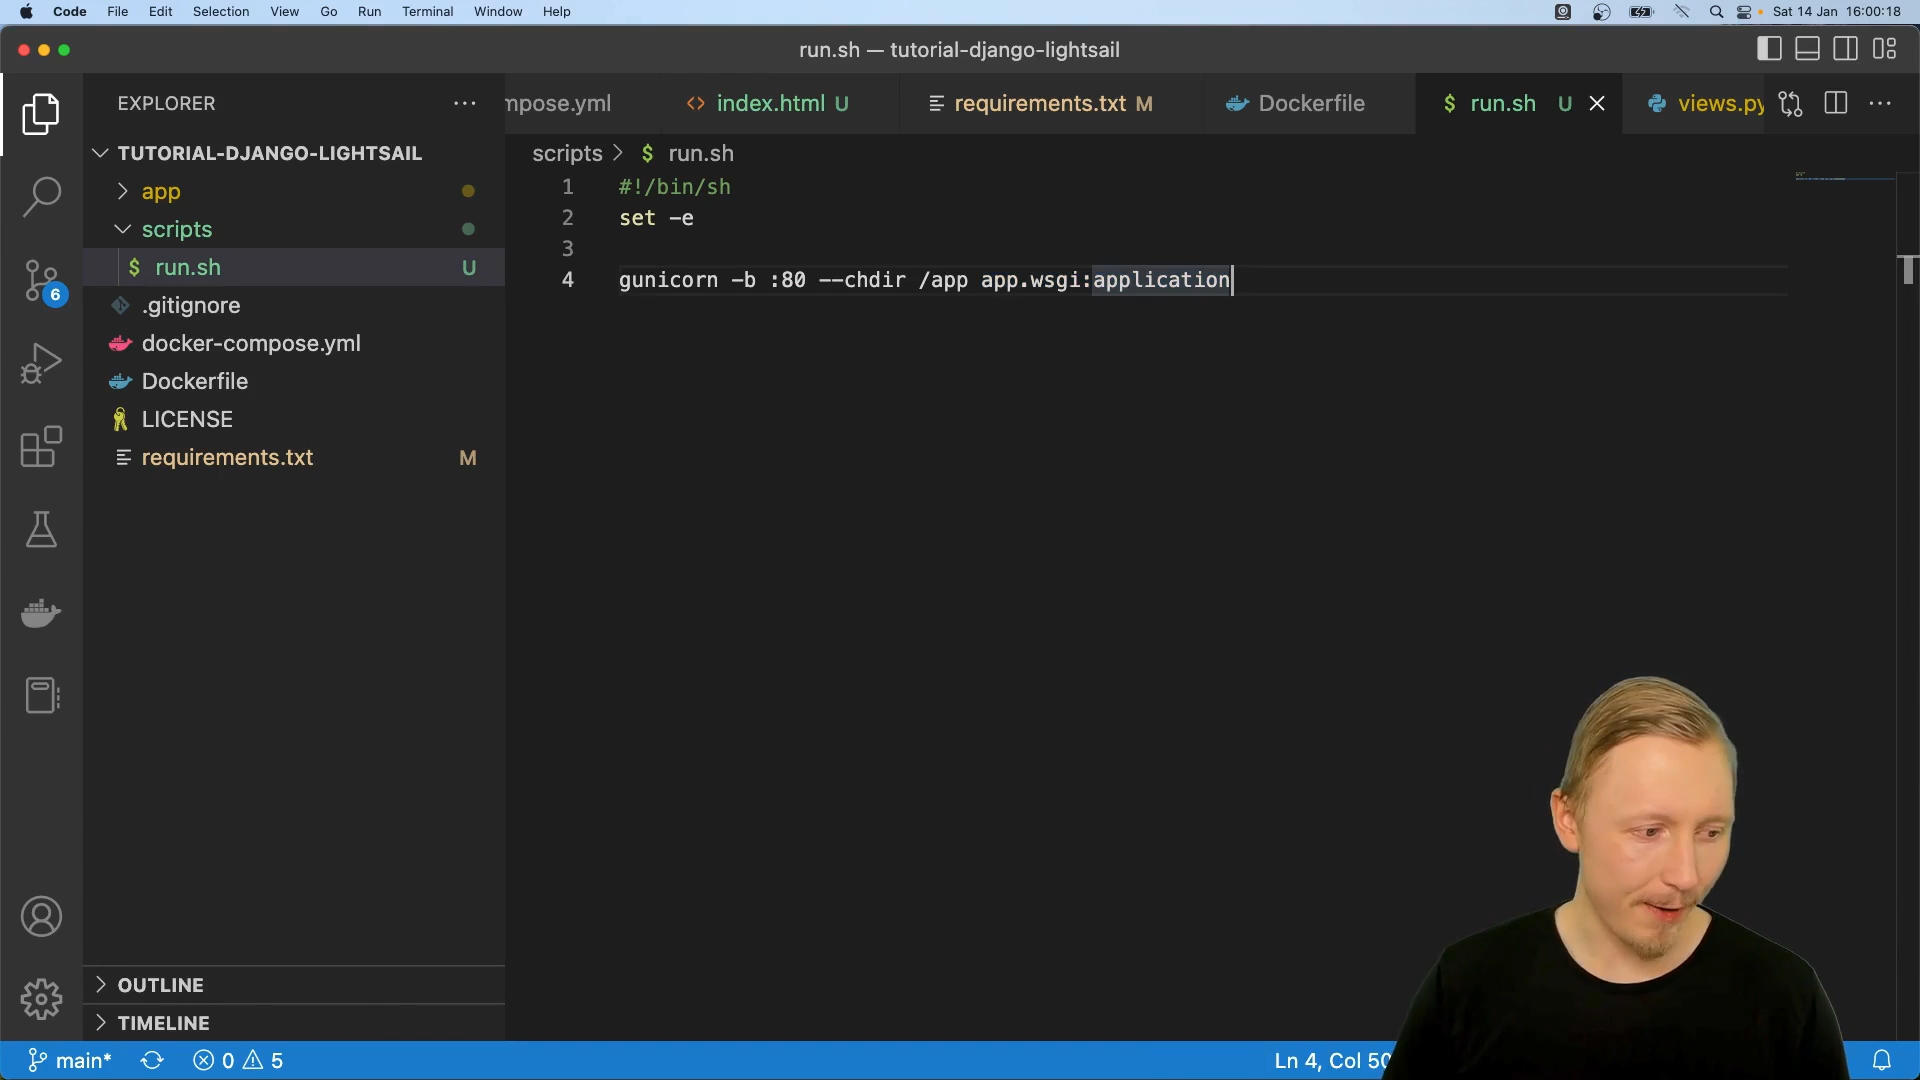 Code File Edit Selection View Go Run Terminal Window Help
Sat 14 Jan 16:00:18
run.sh — tutorial-django-lightsail
EXPLORER
mpose.yml
index.html U
requirements.txt M
Dockerfile
$ run.sh U
views.py
TUTORIAL-DJANGO-LIGHTSAIL
app
scripts
$ run.sh U
.gitignore
docker-compose.yml
Dockerfile
LICENSE
requirements.txt M
scripts > $ run.sh
1 #!/bin/sh
2 set -e
3
4 gunicorn -b :80 --chdir /app app.wsgi:application
6
OUTLINE
TIMELINE
main*
0
5
Ln 4, Col 50